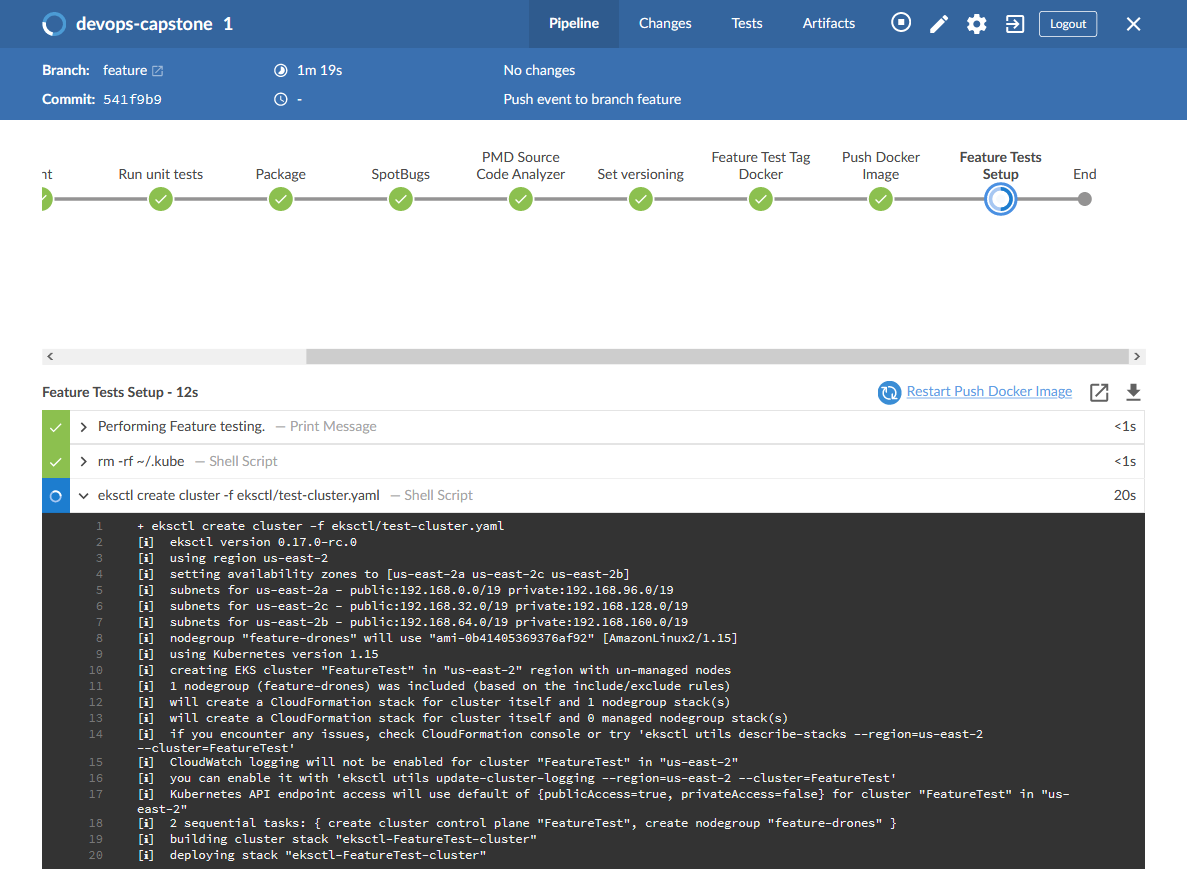 devops-capstone 1
Pipeline
Changes
Tests
Artifacts
Logout
Branch: feature
1m 19s
No changes
Commit: 541f9b9
-
Push event to branch feature
nt
Run unit tests
Package
SpotBugs
PMD Source
Code Analyzer
Set versioning
Feature Test Tag
Docker
Push Docker
Image
Feature Tests
Setup
End
Feature Tests Setup - 12s
Restart Push Docker Image
Performing Feature testing. — Print Message <1s
rm -rf ~/.kube — Shell Script <1s
eksctl create cluster -f eksctl/test-cluster.yaml — Shell Script 20s
1 + eksctl create cluster -f eksctl/test-cluster.yaml
2 [i] eksctl version 0.17.0-rc.0
3 [i] using region us-east-2
4 [i] setting availability zones to [us-east-2a us-east-2c us-east-2b]
5 [i] subnets for us-east-2a - public:192.168.0.0/19 private:192.168.96.0/19
6 [i] subnets for us-east-2c - public:192.168.32.0/19 private:192.168.128.0/19
7 [i] subnets for us-east-2b - public:192.168.64.0/19 private:192.168.160.0/19
8 [i] nodegroup "feature-drones" will use "ami-0b41405369376af92" [AmazonLinux2/1.15]
9 [i] using Kubernetes version 1.15
10 [i] creating EKS cluster "FeatureTest" in "us-east-2" region with un-managed nodes
11 [i] 1 nodegroup (feature-drones) was included (based on the include/exclude rules)
12 [i] will create a CloudFormation stack for cluster itself and 1 nodegroup stack(s)
13 [i] will create a CloudFormation stack for cluster itself and 0 managed nodegroup stack(s)
14 [i] if you encounter any issues, check CloudFormation console or try 'eksctl utils describe-stacks --region=us-east-2
--cluster=FeatureTest'
15 [i] CloudWatch logging will not be enabled for cluster "FeatureTest" in "us-east-2"
16 [i] you can enable it with 'eksctl utils update-cluster-logging --region=us-east-2 --cluster=FeatureTest'
17 [i] Kubernetes API endpoint access will use default of {publicAccess=true, privateAccess=false} for cluster "FeatureTest" in "us-
east-2"
18 [i] 2 sequential tasks: { create cluster control plane "FeatureTest", create nodegroup "feature-drones" }
19 [i] building cluster stack "eksctl-FeatureTest-cluster"
20 [i] deploying stack "eksctl-FeatureTest-cluster"